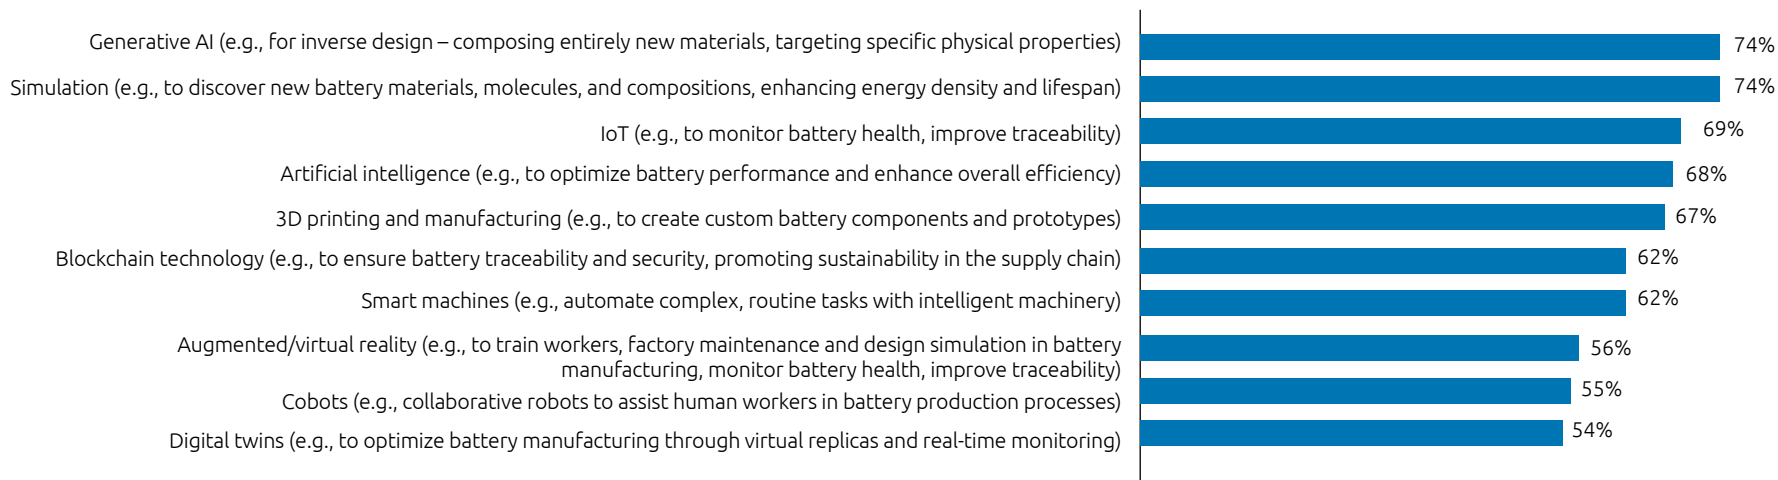 Generative AI (e.g., for inverse design – composing entirely new materials, targeting specific physical properties) 74%
Simulation (e.g., to discover new battery materials, molecules, and compositions, enhancing energy density and lifespan) 74%
IoT (e.g., to monitor battery health, improve traceability) 69%
Artificial intelligence (e.g., to optimize battery performance and enhance overall efficiency) 68%
3D printing and manufacturing (e.g., to create custom battery components and prototypes) 67%
Blockchain technology (e.g., to ensure battery traceability and security, promoting sustainability in the supply chain) 62%
Smart machines (e.g., automate complex, routine tasks with intelligent machinery) 62%
Augmented/virtual reality (e.g., to train workers, factory maintenance and design simulation in battery
manufacturing, monitor battery health, improve traceability) 56%
Cobots (e.g., collaborative robots to assist human workers in battery production processes) 55%
Digital twins (e.g., to optimize battery manufacturing through virtual replicas and real-time monitoring) 54%